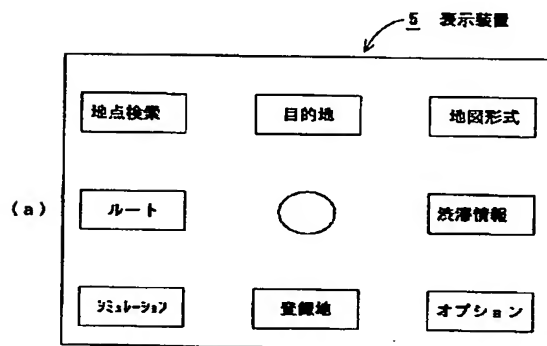 5 表示装置
地点検索 目的地 地図形式
(a) ルート 渋滞情報
シミュレーション 登録地 オプション